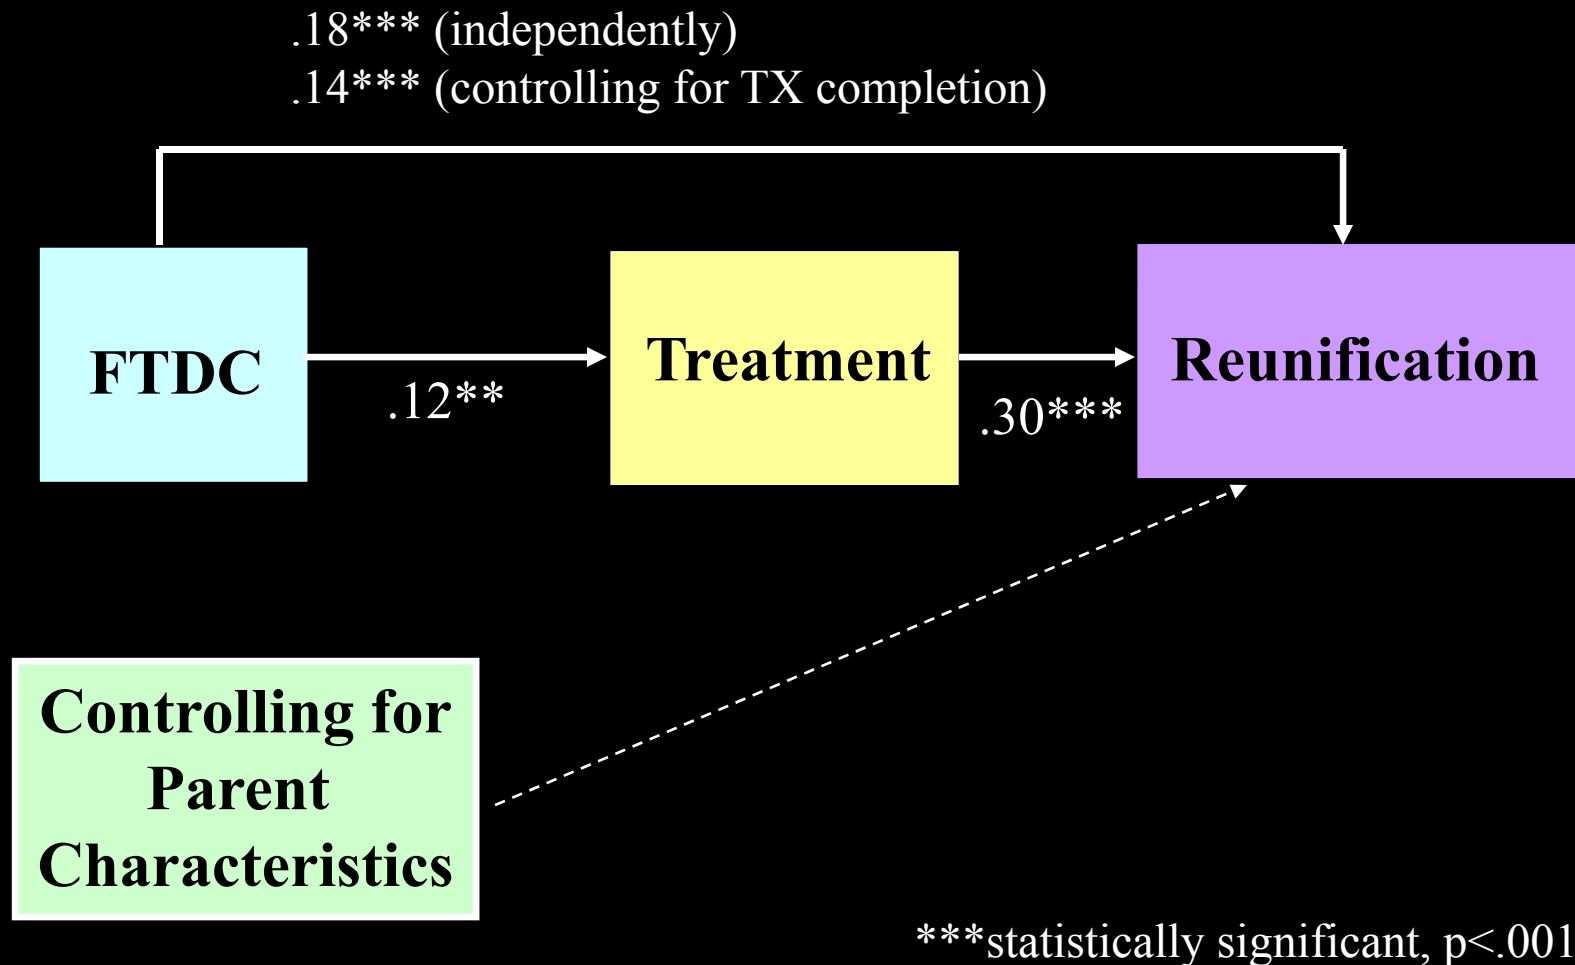 .18*** (independently)
.14*** (controlling for TX completion)
FTDC
Treatment
Reunification
.12**
.30***
Controlling for
Parent
Characteristics
***statistically significant, p<.001